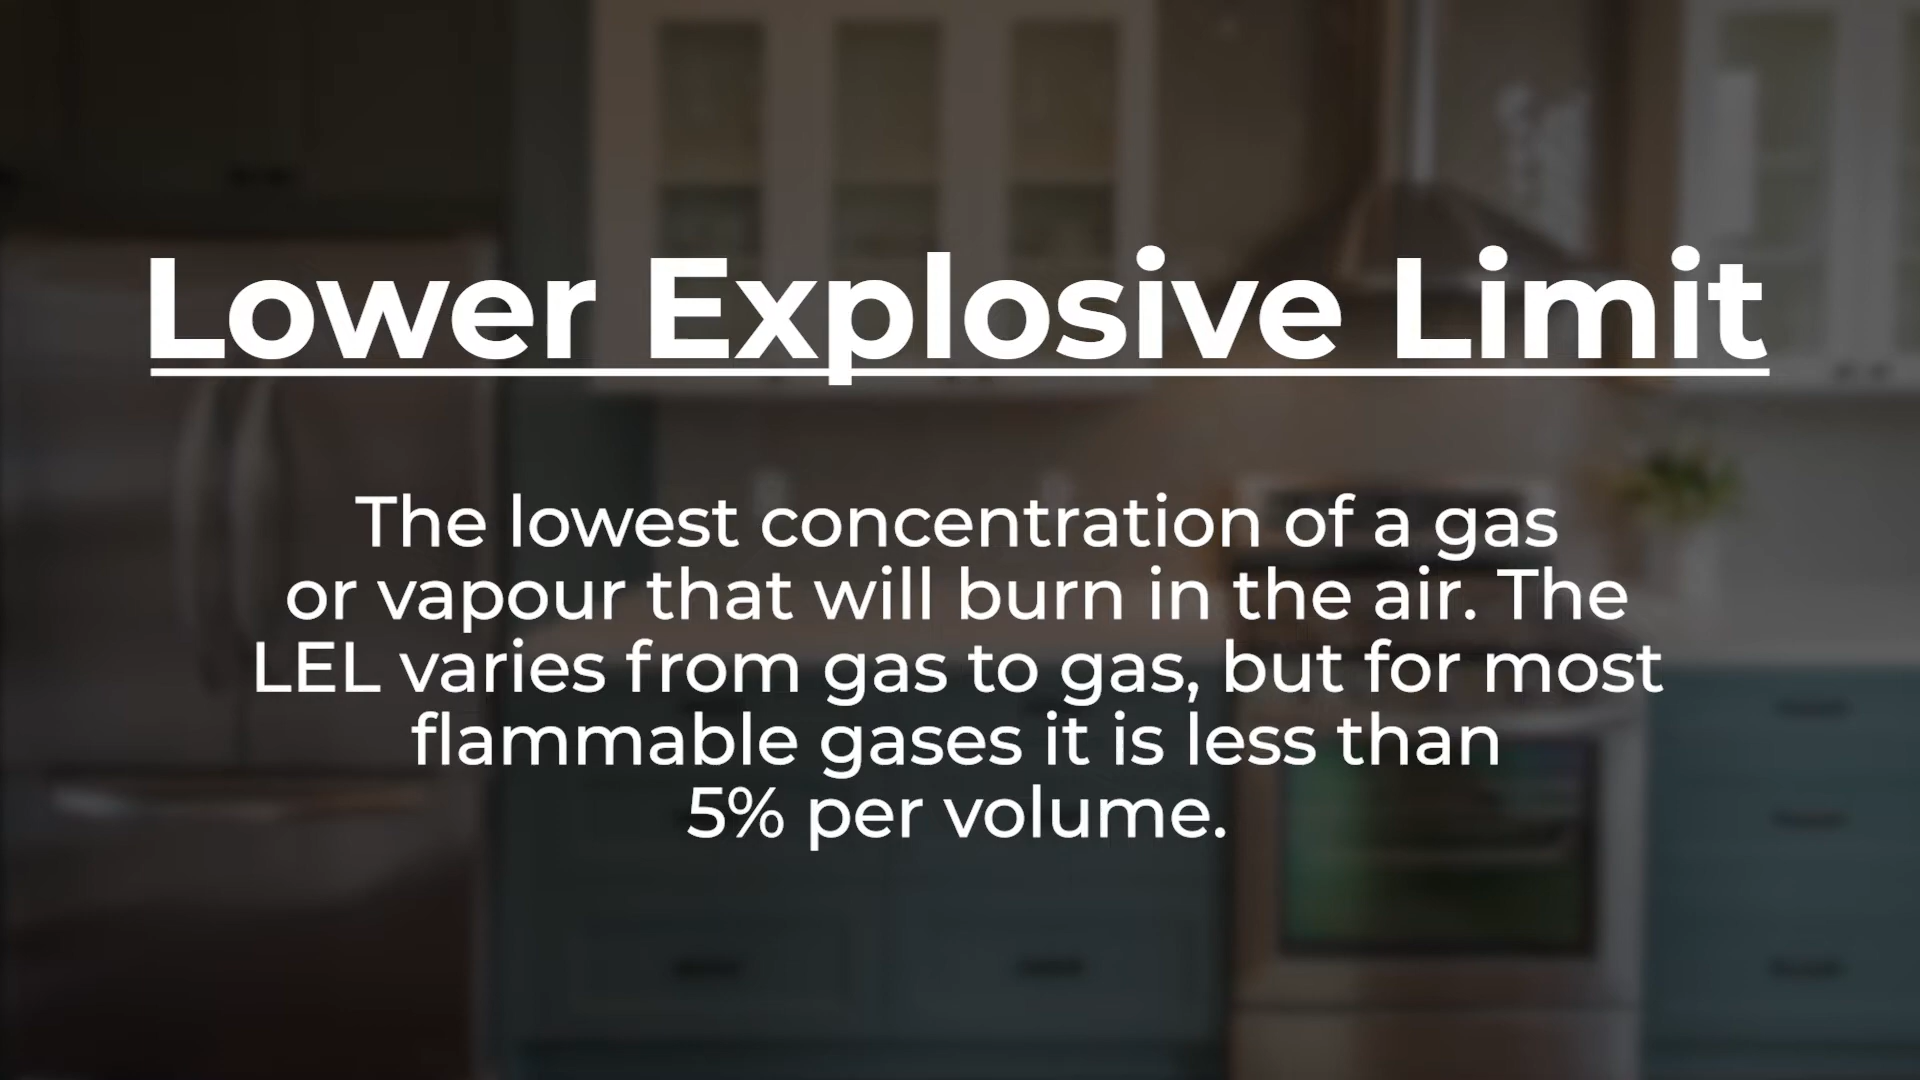 Lower Explosive Limit
The lowest concentration of a gas
or vapour that will burn in the air. The
LEL varies from gas to gas, but for most
flammable gases it is less than
5% per volume.